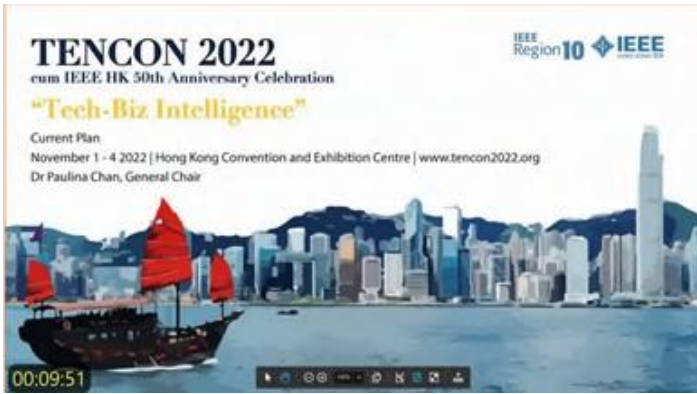 TENCON 2022
cum IEEE HK 50th Anniversary Celebration
"Tech-Biz Intelligence"
Current Plan
November 1 - 4 2022 | Hong Kong Convention and Exhibition Centre | www.tencon2022.org
Dr Paulina Chan, General Chair
IEEE
Region 10
IEEE
00:09:51